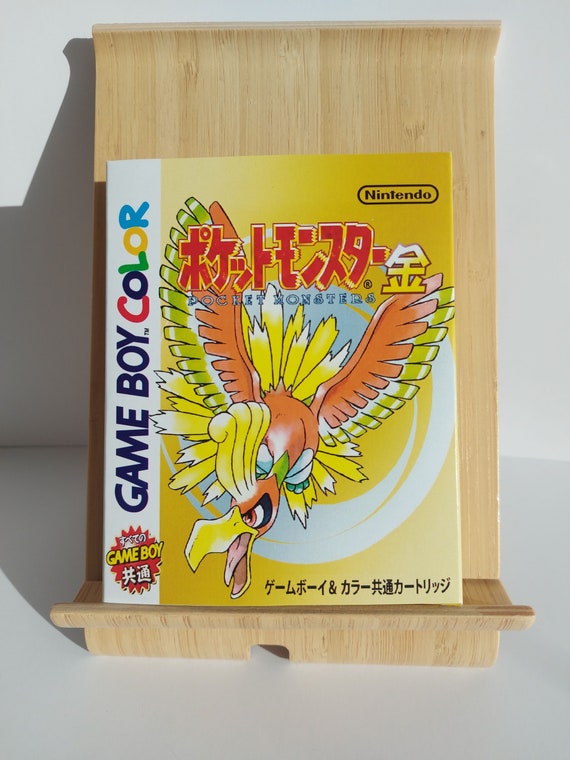 Nintendo
ポケットモンスター金
POCKET MONSTERS®
GAME BOY COLOR™
すべての
GAME BOY
共通
ゲームボーイ&カラー共通カートリッジ